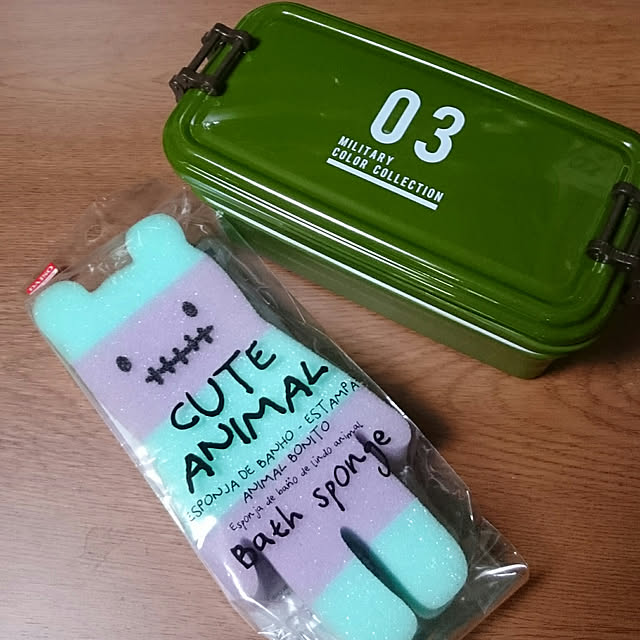 03
MILITARY
COLOR COLLECTION
CUTE
ANIMAL
ESPONJA DE BANHO - ESTAMPA
ANIMAL BONITO
Esponja de baño de lindo animal
Bath sponge